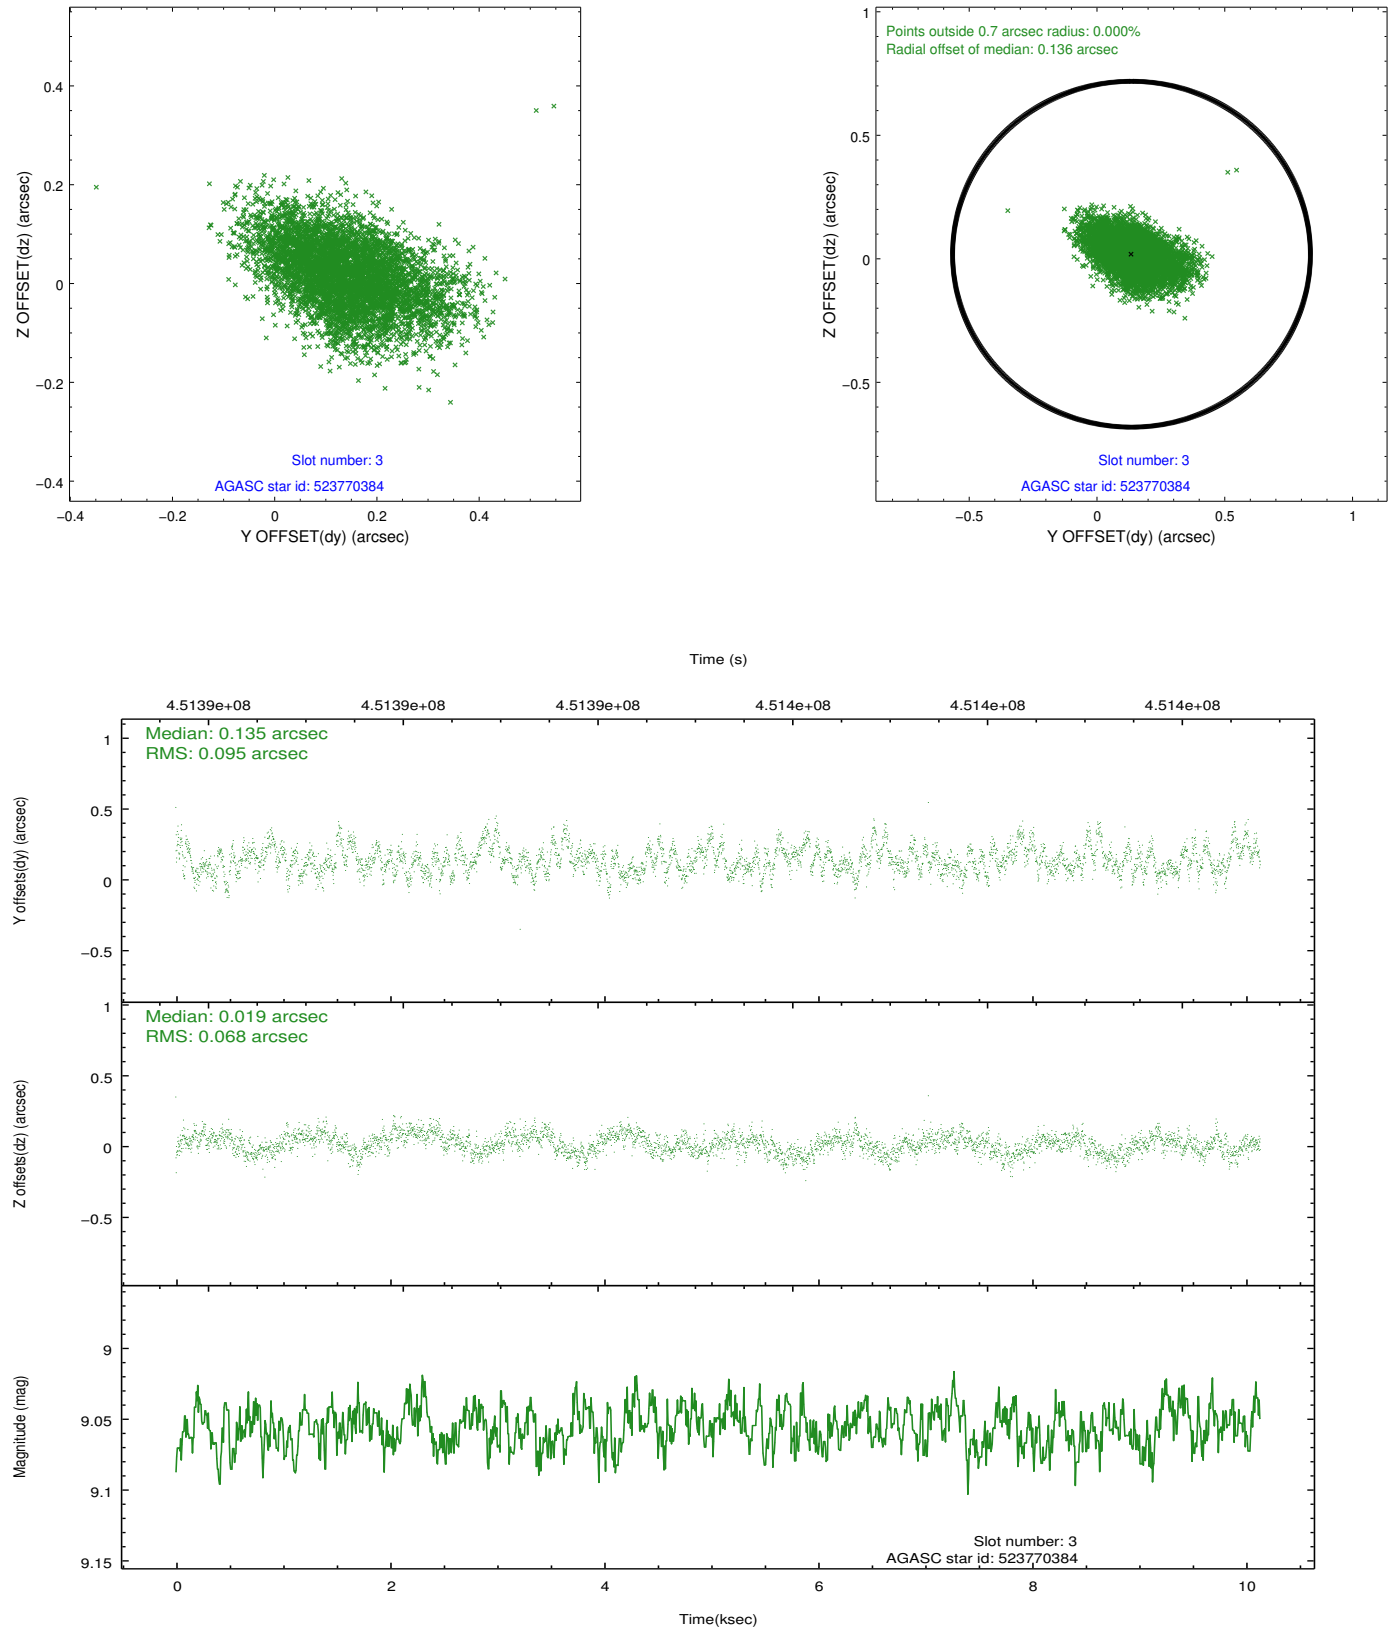 0.4
0.2
0
−0.2
−0.4
Z OFFSET(dz) (arcsec)
Slot number: 3
AGASC star id: 523770384
−0.4
−0.2
0
0.2
0.4
Y OFFSET(dy) (arcsec)
1
0.5
0
−0.5
Z OFFSET(dz) (arcsec)
Points outside 0.7 arcsec radius: 0.000%
Radial offset of median: 0.136 arcsec
Slot number: 3
AGASC star id: 523770384
−0.5
0
0.5
1
Y OFFSET(dy) (arcsec)
Time (s)
4.5139e+08
4.5139e+08
4.5139e+08
4.514e+08
4.514e+08
4.514e+08
Median: 0.135 arcsec
RMS: 0.095 arcsec
1
0.5
0
−0.5
Y offsets(dy) (arcsec)
Median: 0.019 arcsec
RMS: 0.068 arcsec
1
0.5
0
−0.5
Z offsets(dz) (arcsec)
9
9.05
9.1
9.15
Magnitude (mag)
Slot number: 3
AGASC star id: 523770384
0
2
4
6
8
10
Time(ksec)